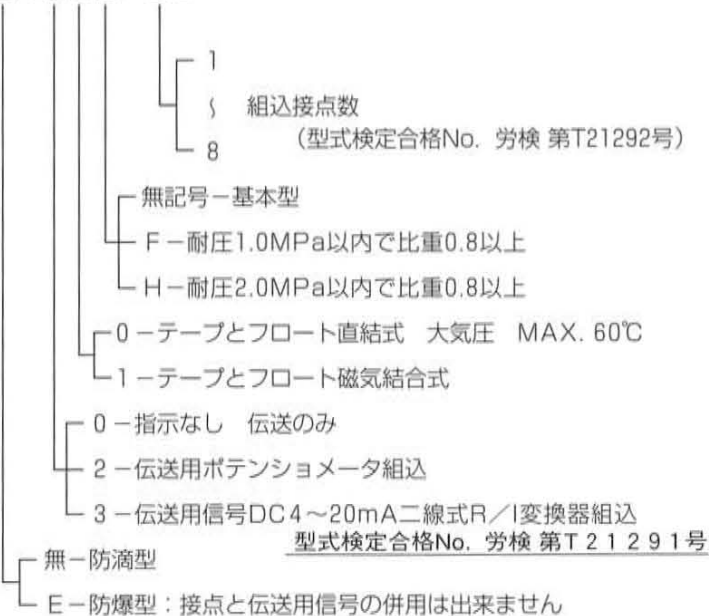 1
〜 組込接点数
(型式検定合格No. 労検 第T21292号)
8
無記号−基本型
F−耐圧1.0MPa以内で比重0.8以上
H−耐圧2.0MPa以内で比重0.8以上
0−テープとフロート直結式 大気圧 MAX. 60℃
1−テープとフロート磁気結合式
0−指示なし 伝送のみ
2−伝送用ポテンショメータ組込
3−伝送用信号DC4〜20mA二線式R／I変換器組込
型式検定合格No. 労検 第T21291号
無−防滴型
E−防爆型：接点と伝送用信号の併用は出来ません